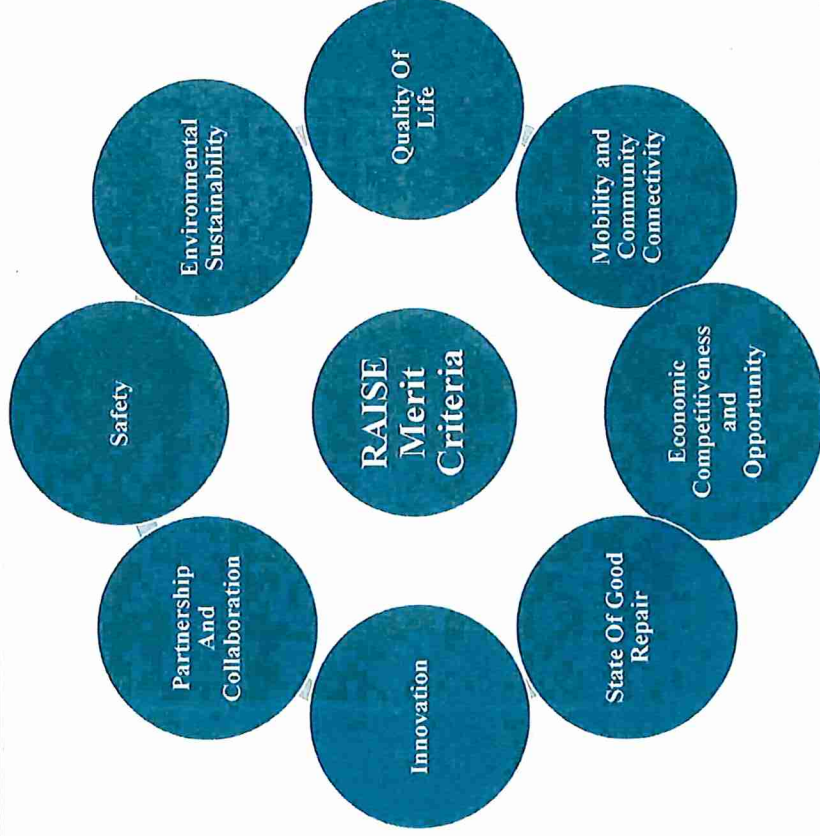 RAISE
Merit
Criteria
Safety
Environmental
Sustainability
Quality Of
Life
Mobility and
Community
Connectivity
Economic
Competitiveness
and
Opportunity
State Of Good
Repair
Innovation
Partnership
And
Collaboration